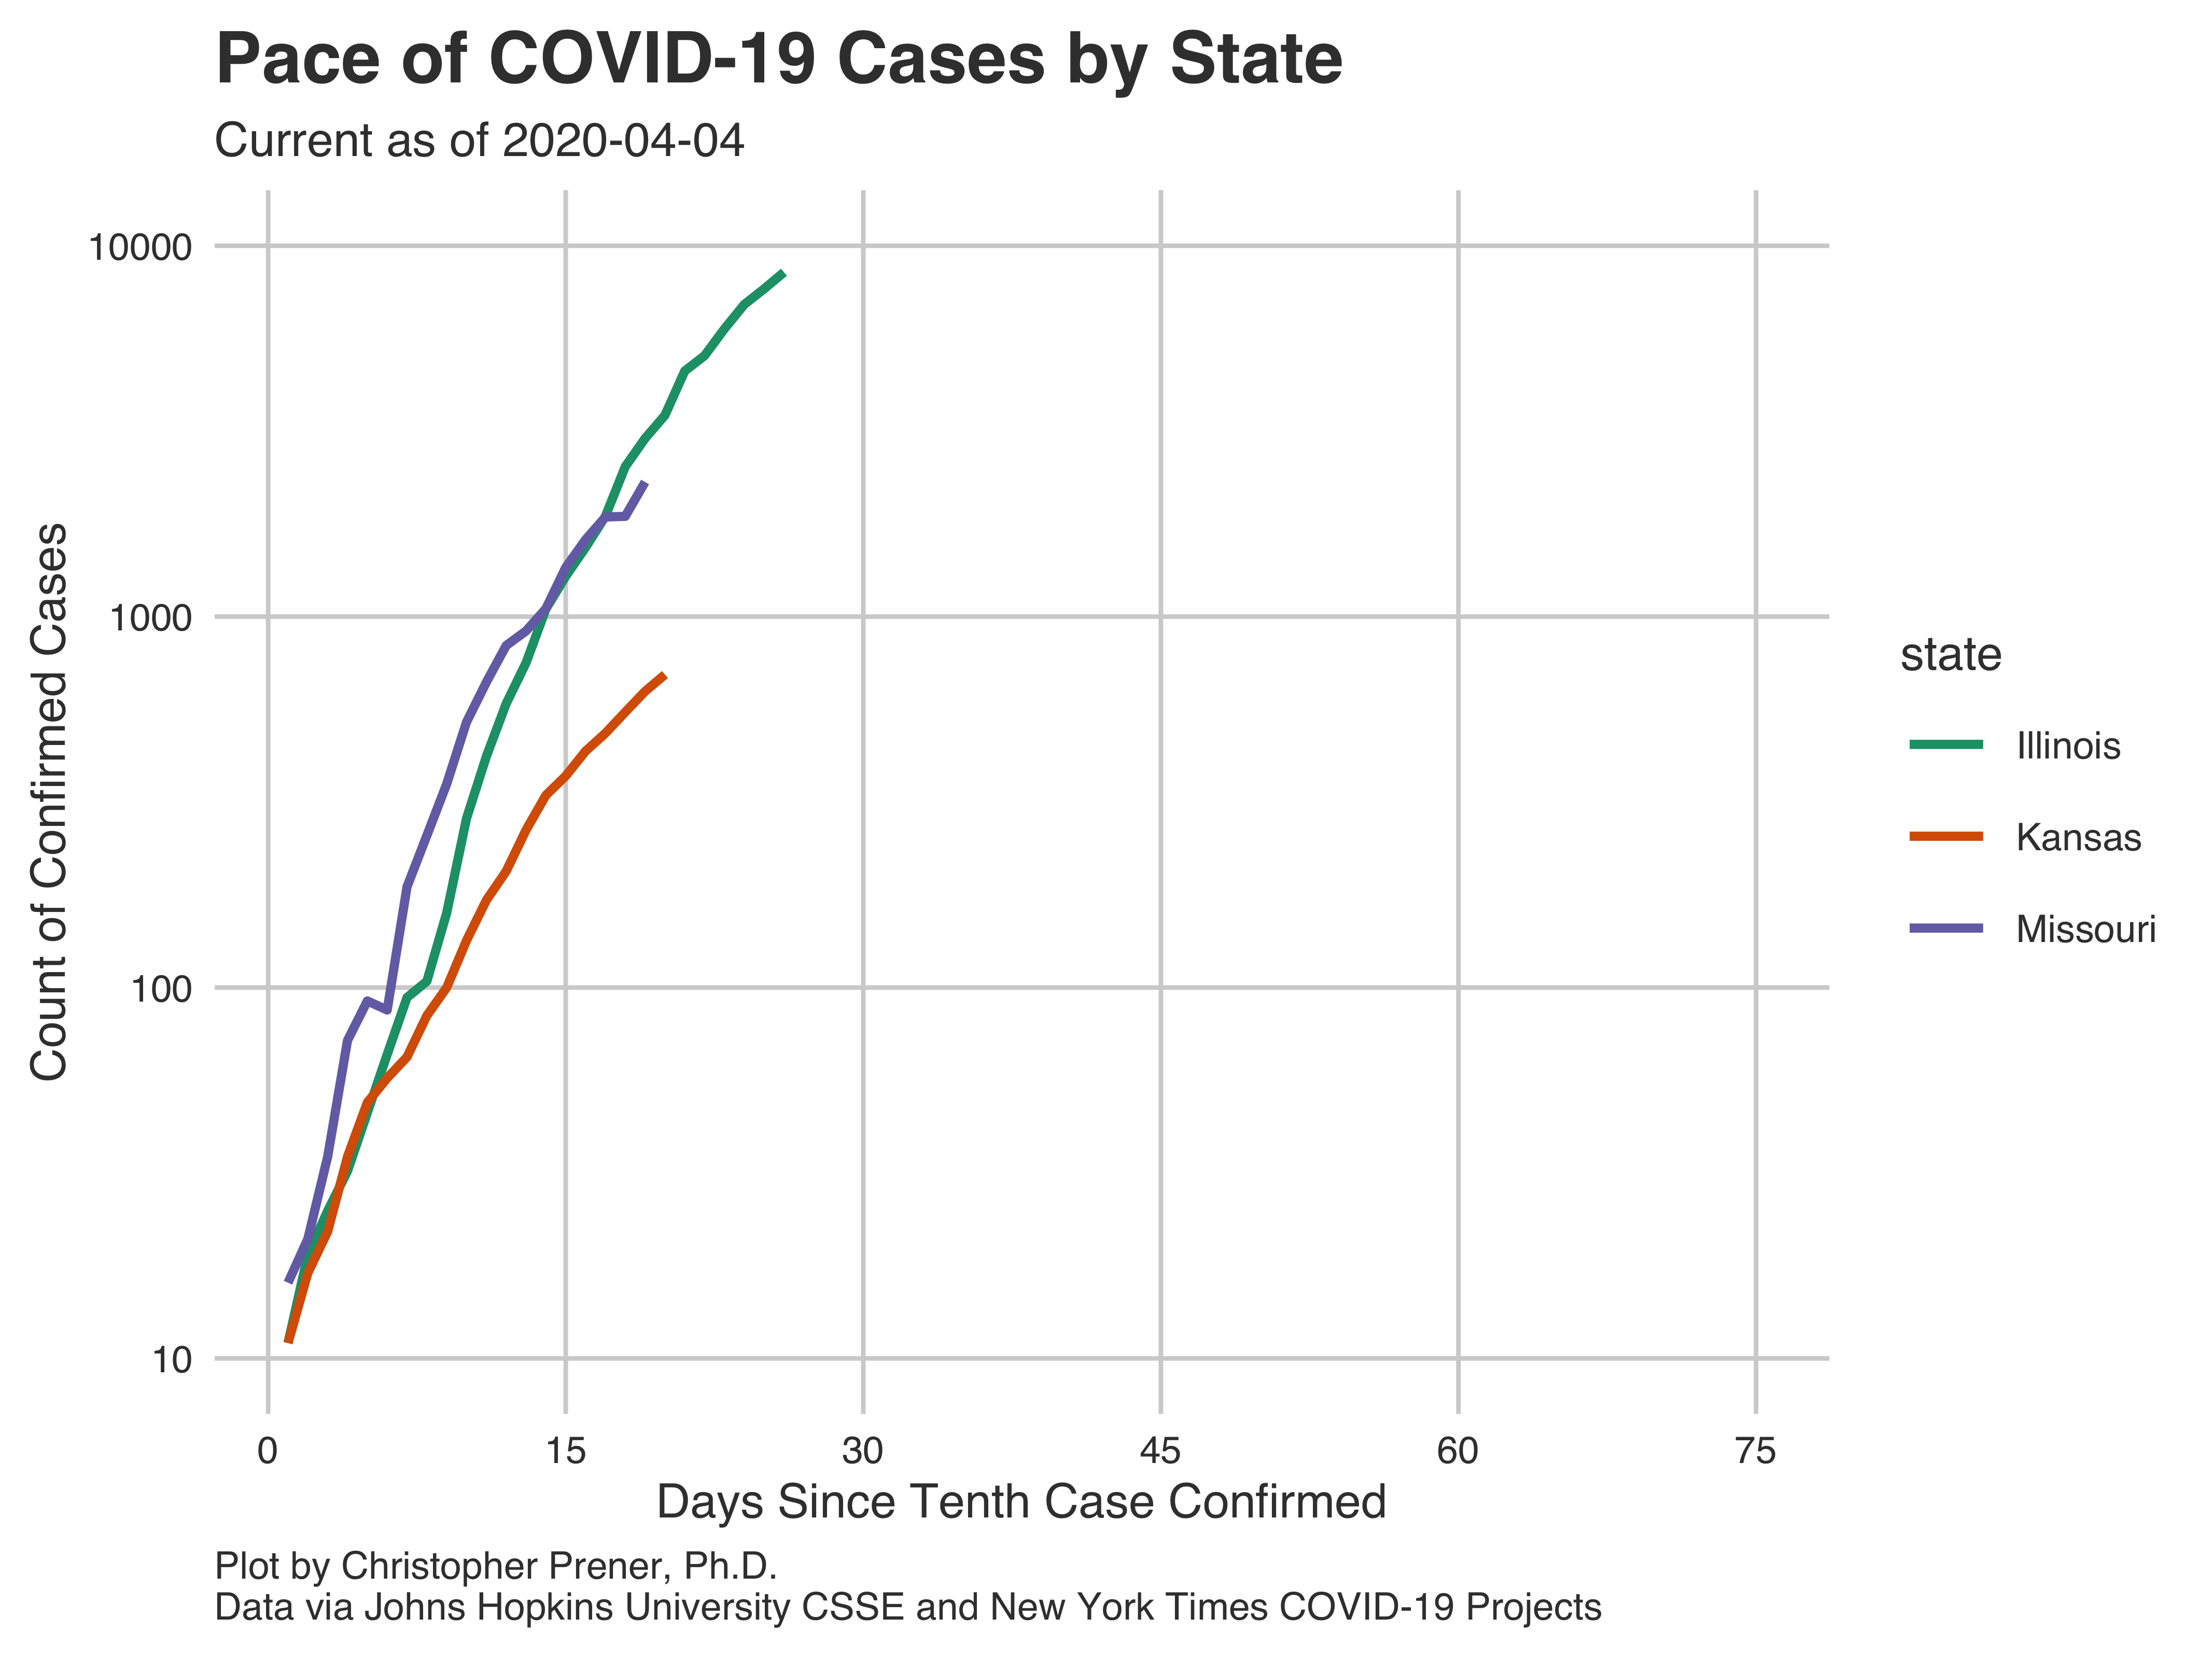 Pace of COVID-19 Cases by State
Current as of 2020-04-04
Count of Confirmed Cases
10000
1000
100
10
0 15 30 45 60 75
Days Since Tenth Case Confirmed
state
Illinois
Kansas
Missouri
Plot by Christopher Prener, Ph.D.
Data via Johns Hopkins University CSSE and New York Times COVID-19 Projects